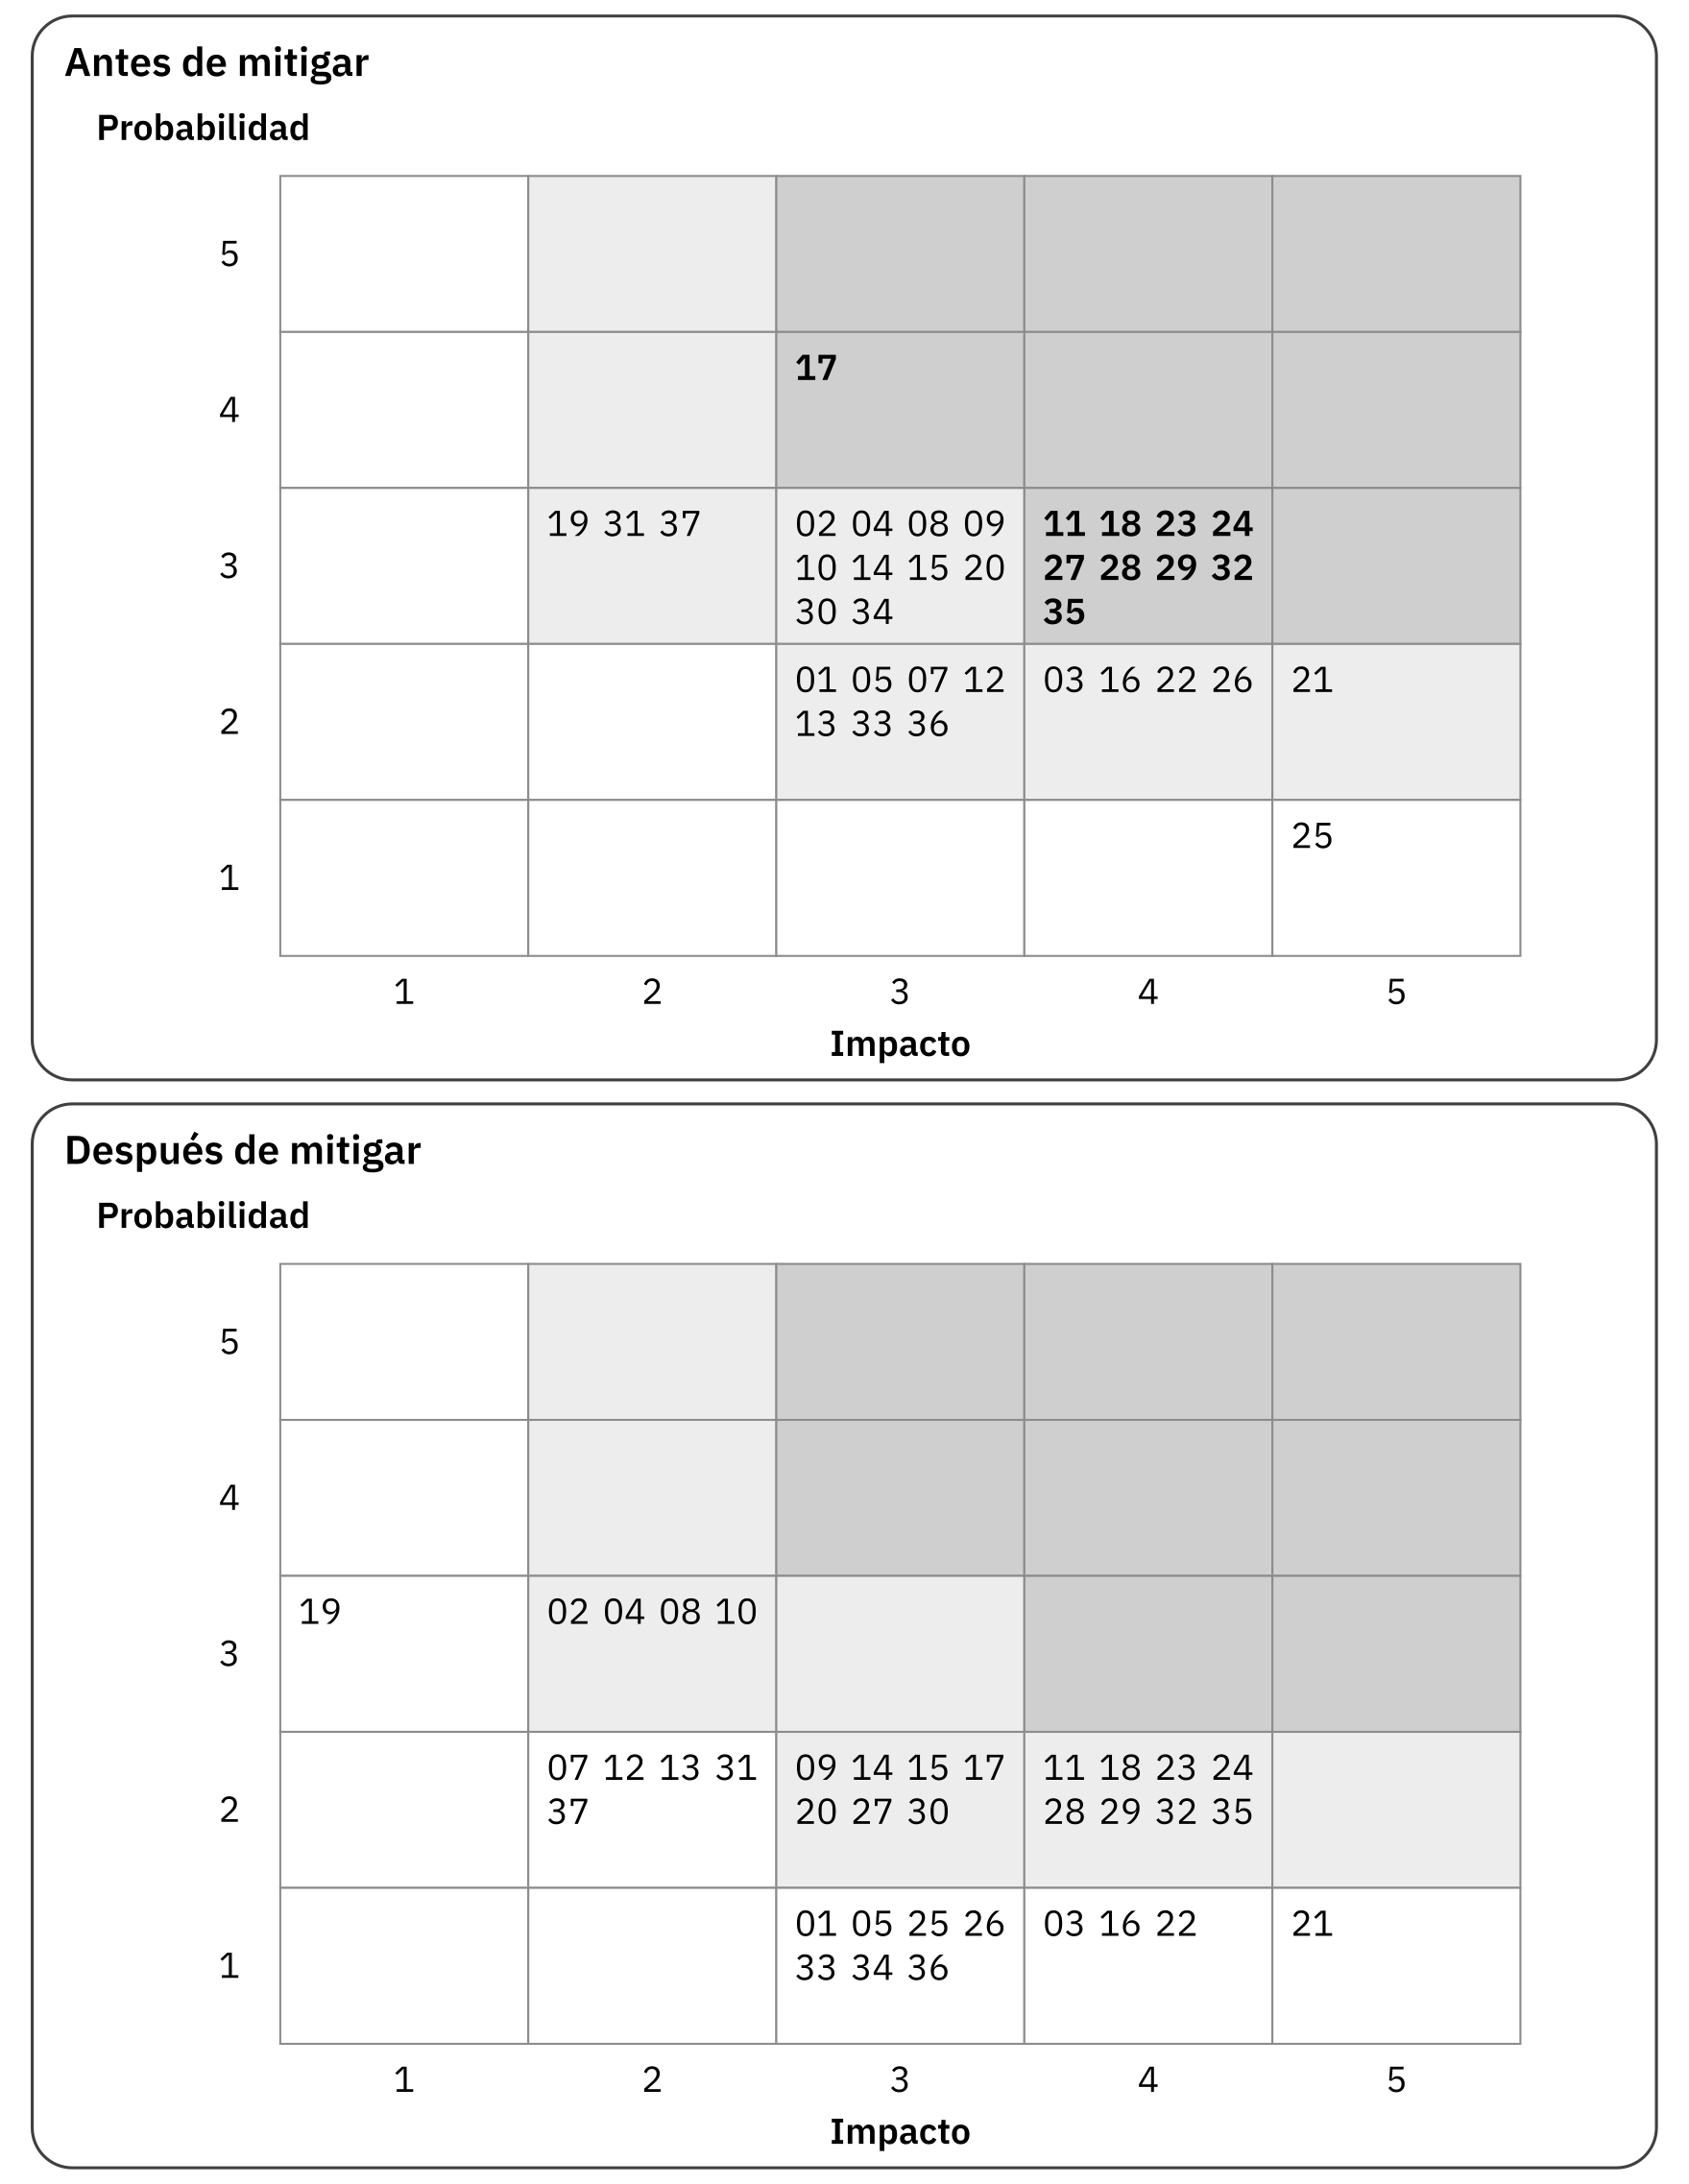 Antes de mitigar
Probabilidad
5
4
17
3
19 31 37
02 04 08 09
10 14 15 20
30 34
11 18 23 24
27 28 29 32
35
2
01 05 07 12
13 33 36
03 16 22 26
21
1
25
1 2 3 4 5
Impacto
Después de mitigar
Probabilidad
5
4
3
19
02 04 08 10
2
07 12 13 31
37
09 14 15 17
20 27 30
11 18 23 24
28 29 32 35
1
01 05 25 26
33 34 36
03 16 22
21
1 2 3 4 5
Impacto